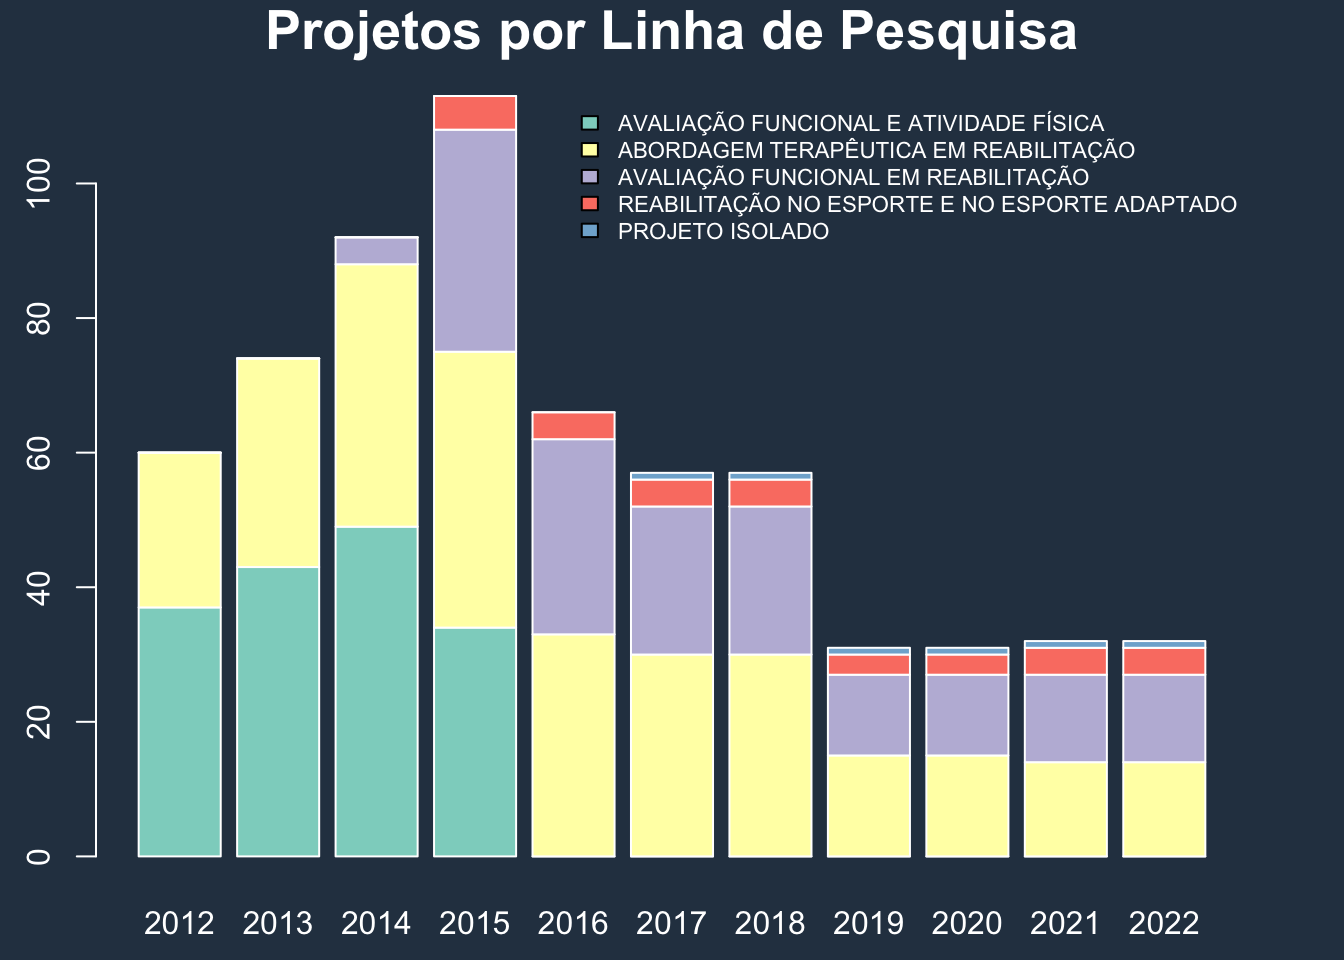 Projetos por Linha de Pesquisa
AVALIAÇÃO FUNCIONAL E ATIVIDADE FÍSICA
ABORDAGEM TERAPÊUTICA EM REABILITAÇÃO
AVALIAÇÃO FUNCIONAL EM REABILITAÇÃO
REABILITAÇÃO NO ESPORTE E NO ESPORTE ADAPTADO
PROJETO ISOLADO
100
80
60
40
20
0
2012 2013 2014 2015 2016 2017 2018 2019 2020 2021 2022